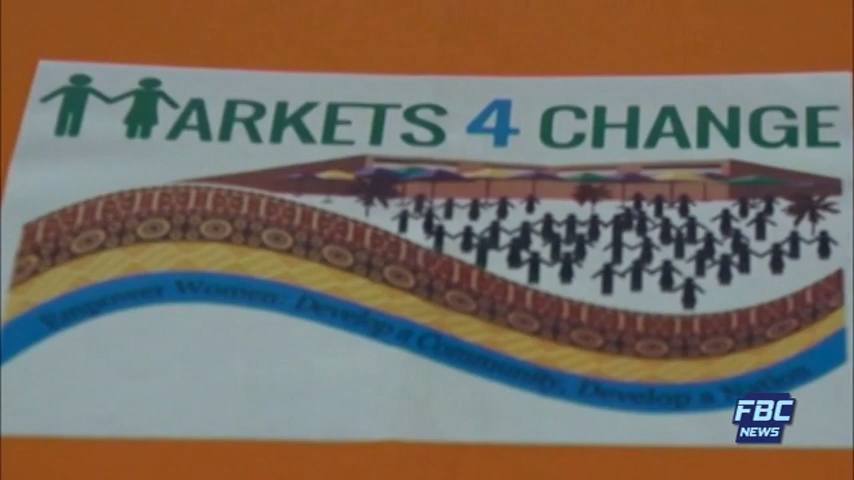 MARKETS 4 CHANGE
Empower Women: Develop a Community, Develop a Nation
FBC
NEWS